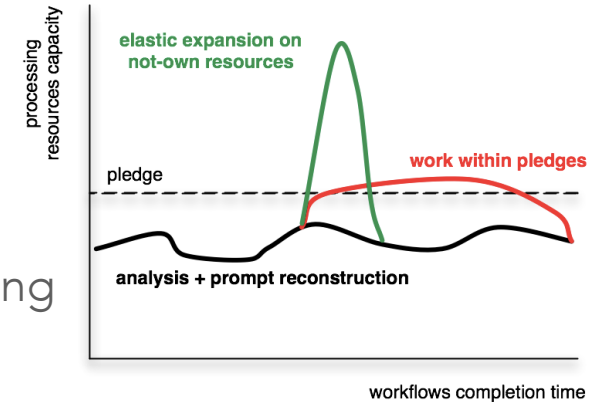 processing
resources capacity
elastic expansion on
not-own resources
work within pledges
pledge
ng
analysis + prompt reconstruction
workflows completion time